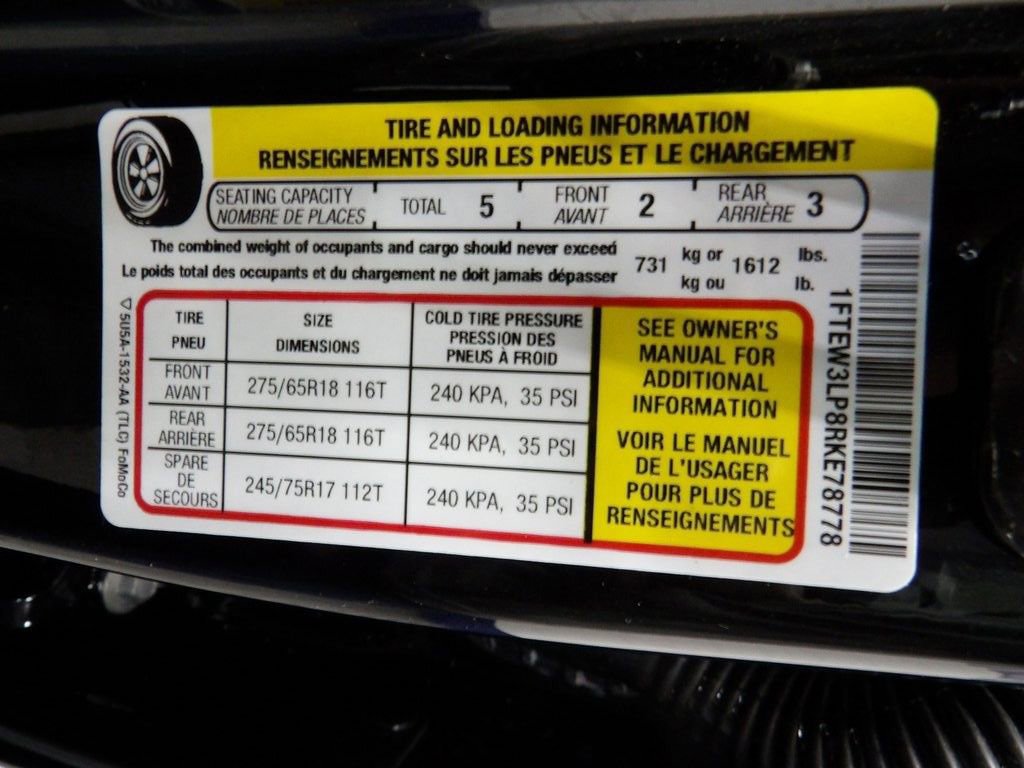 TIRE AND LOADING INFORMATION
RENSEIGNEMENTS SUR LES PNEUS ET LE CHARGEMENT
SEATING CAPACITY
NOMBRE DE PLACES
TOTAL 5
FRONT
AVANT
2
REAR
ARRIÈRE
3
The combined weight of occupants and cargo should never exceed
Le poids total des occupants et du chargement ne doit jamais dépasser
731
kg or
kg ou
1612
lbs.
lb.
TIRE
PNEU
SIZE
DIMENSIONS
COLD TIRE PRESSURE
PRESSION DES
PNEUS À FROID
FRONT
AVANT
275/65R18 116T
240 KPA, 35 PSI
REAR
ARRIÈRE
275/65R18 116T
240 KPA, 35 PSI
SPARE
DE
SECOURS
245/75R17 112T
240 KPA, 35 PSI
SEE OWNER'S
MANUAL FOR
ADDITIONAL
INFORMATION
VOIR LE MANUEL
DE L'USAGER
POUR PLUS DE
RENSEIGNEMENTS
5U5A-1532-AA (TLC) FoMoCo
1FTEW3LP8RKE78778